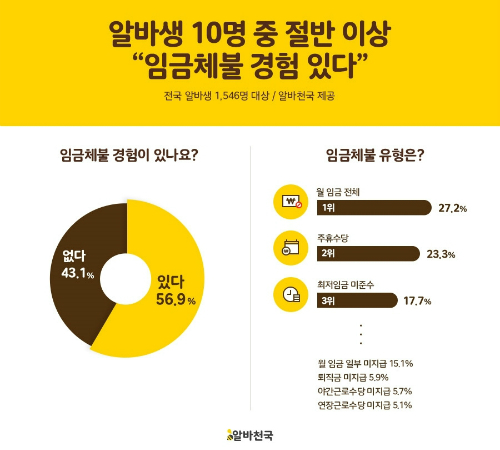 알바생 10명 중 절반 이상
“임금체불 경험 있다”
전국 알바생 1,546명 대상 / 알바천국 제공
임금체불 경험이 있나요?
없다
43.1%
있다
56.9%
임금체불 유형은?
월 임금 전체
1위
27.2%
주휴수당
2위
23.3%
최저임금 미준수
3위
17.7%
월 임금 일부 미지급 15.1%
퇴직금 미지급 5.9%
야간근로수당 미지급 5.7%
연장근로수당 미지급 5.1%
알바천국